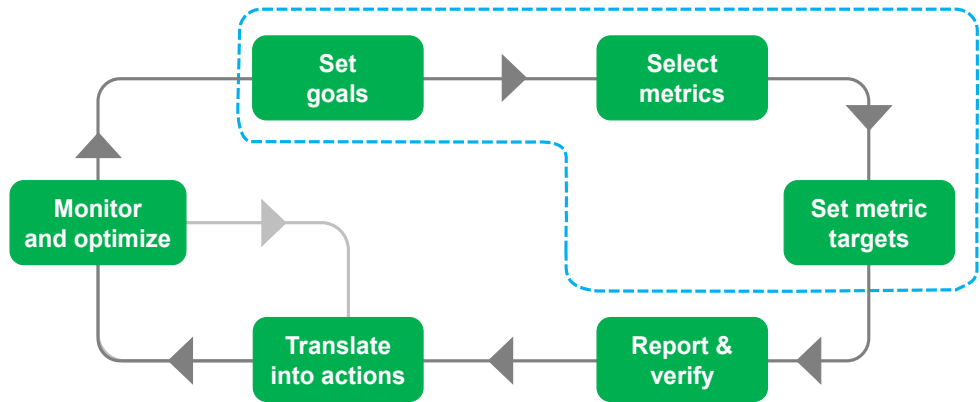 Set
goals
Select
metrics
Set metric
targets
Report &
verify
Translate
into actions
Monitor
and optimize